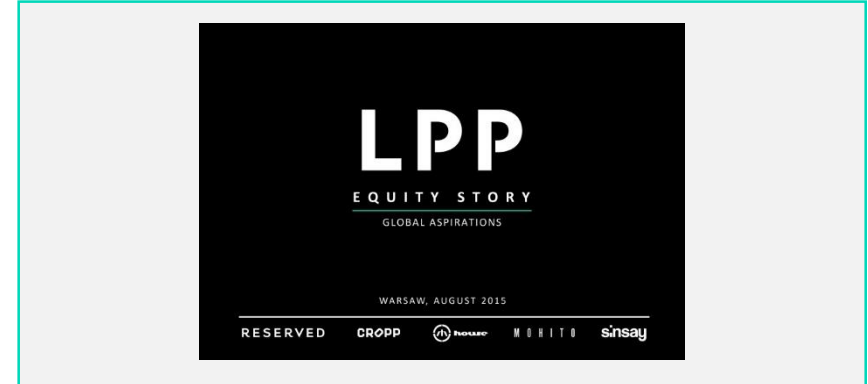 LPP
EQUITY STORY
GLOBAL ASPIRATIONS
WARSAW, AUGUST 2015
RESERVED CROPP house MOHITO sinsay